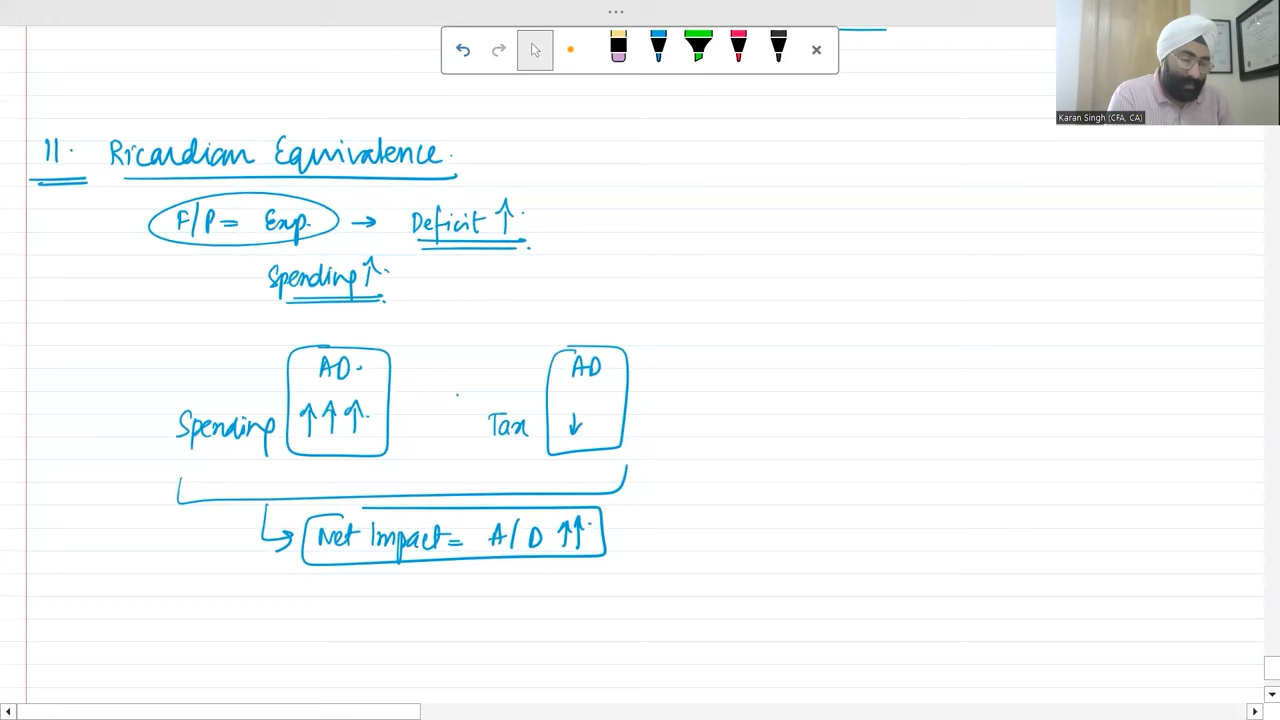 Karan Singh (CFA, CA)
11. Ricardian Equivalence.
F/P = Exp. → Deficit ↑.
Spending ↑.
AD. AD
Spending ↑ ↑ ↑. Tax ↓
Net Impact = A/D ↑↑.